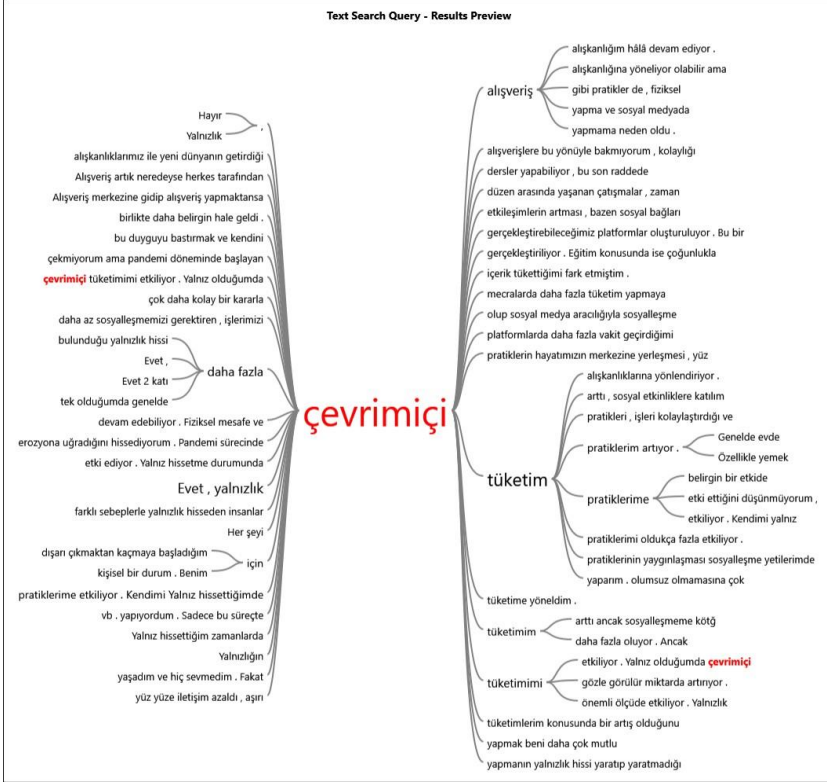 Text Search Query - Results Preview
Hayır
Yalnızlık
,
alışkanlıklarımız ile yeni dünyanın getirdiği
Alışveriş artık neredeyse herkes tarafından
Alışveriş merkezine gidip alışveriş yapmaktansa
birlikte daha belirgin hale geldi .
bu duyguyu bastırmak ve kendini
çekmiyorum ama pandemi döneminde başlayan
çevrimiçi tüketimimi etkiliyor . Yalnız olduğumda
çok daha kolay bir kararla
daha az sosyalleşmemizi gerektiren , işlerimizi
bulunduğu yalnızlık hissi
Evet ,
Evet 2 katı
tek olduğumda genelde
daha fazla
devam edebiliyor . Fiziksel mesafe ve
erozyona uğradığını hissediyorum . Pandemi sürecinde
etki ediyor . Yalnız hissetme durumunda
Evet , yalnızlık
farklı sebeplerle yalnızlık hisseden insanlar
Her şeyi
dışarı çıkmaktan kaçmaya başladığım
kişisel bir durum . Benim
için
pratiklerime etkiliyor . Kendimi Yalnız hissettiğimde
vb . yapıyordum . Sadece bu süreçte
Yalnız hissettiğim zamanlarda
Yalnızlığın
yaşadım ve hiç sevmedim . Fakat
yüz yüze iletişim azaldı , aşırı
çevrimiçi
alışveriş
alışkanlığım hâlâ devam ediyor .
alışkanlığına yöneliyor olabilir ama
gibi pratikler de , fiziksel
yapma ve sosyal medyada
yapmama neden oldu .
alışverişlere bu yönüyle bakmıyorum , kolaylığı
dersler yapabiliyor , bu son raddede
düzen arasında yaşanan çatışmalar , zaman
etkileşimlerin artması , bazen sosyal bağları
gerçekleştirebileceğimiz platformlar oluşturuluyor . Bu bir
gerçekleştiriliyor . Eğitim konusunda ise çoğunlukla
içerik tükettiğimi fark etmiştim .
mecralarda daha fazla tüketim yapmaya
olup sosyal medya aracılığıyla sosyalleşme
platformlarda daha fazla vakit geçirdiğimi
pratiklerin hayatımızın merkezine yerleşmesi , yüz
tüketim
alışkanlıklarına yönlendiriyor .
arttı , sosyal etkinliklere katılım
pratikleri , işleri kolaylaştırdığı ve
pratiklerim artıyor .
Genelde evde
Özellikle yemek
pratiklerime
belirgin bir etkide
etki ettiğini düşünmüyorum ,
etkiliyor . Kendimi yalnız
pratiklerimi oldukça fazla etkiliyor .
pratiklerinin yaygınlaşması sosyalleşme yetilerimde
yaparım . olumsuz olmamasına çok
tüketime yöneldim .
tüketimim
arttı ancak sosyalleşmeme kötğ
daha fazla oluyor . Ancak
tüketimimi
etkiliyor . Yalnız olduğumda çevrimiçi
gözle görülür miktarda artırıyor .
önemli ölçüde etkiliyor . Yalnızlık
tüketimlerim konusunda bir artış olduğunu
yapmak beni daha çok mutlu
yapmanın yalnızlık hissi yaratıp yaratmadığı